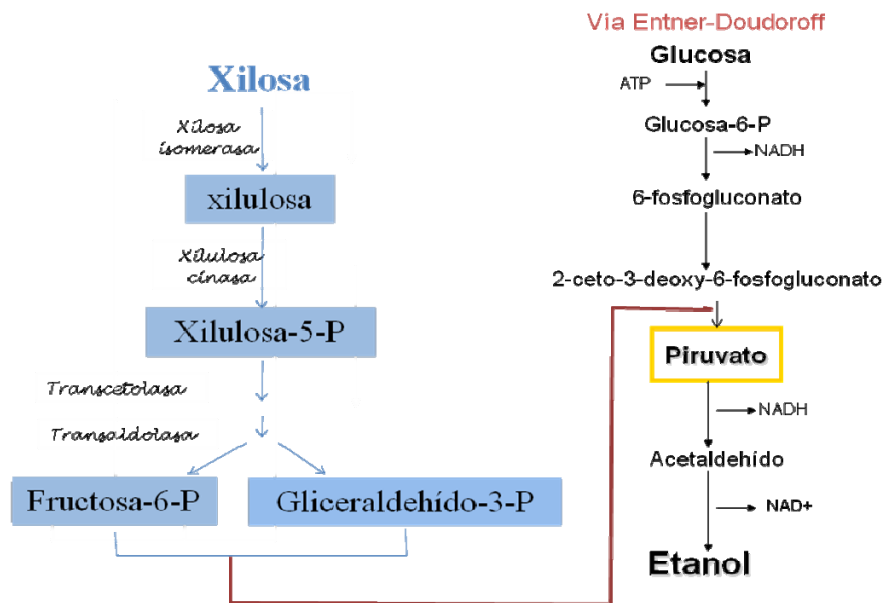 Xilosa
Xilosa
isomerasa
xilulosa
Xilulosa
cinasa
Xilulosa-5-P
Transcetolasa
Transaldolasa
Fructosa-6-P
Gliceraldehído-3-P
Via Entner-Doudoroff
Glucosa
ATP
Glucosa-6-P
NADH
6-fosfogluconato
2-ceto-3-deoxy-6-fosfogluconato
Piruvato
NADH
Acetaldehído
NAD+
Etanol